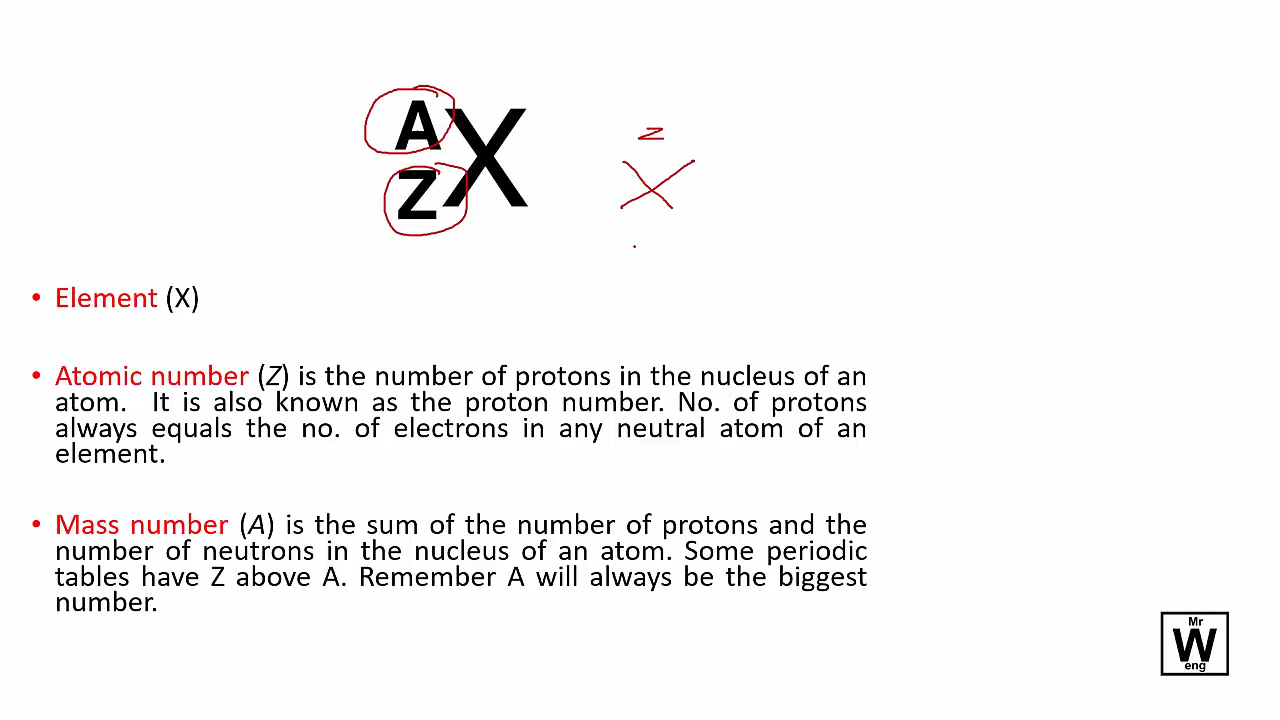 A
Z X
z
X
• Element (X)
• Atomic number (Z) is the number of protons in the nucleus of an
atom. It is also known as the proton number. No. of protons
always equals the no. of electrons in any neutral atom of an
element.
• Mass number (A) is the sum of the number of protons and the
number of neutrons in the nucleus of an atom. Some periodic
tables have Z above A. Remember A will always be the biggest
number.
Mr
W
eng